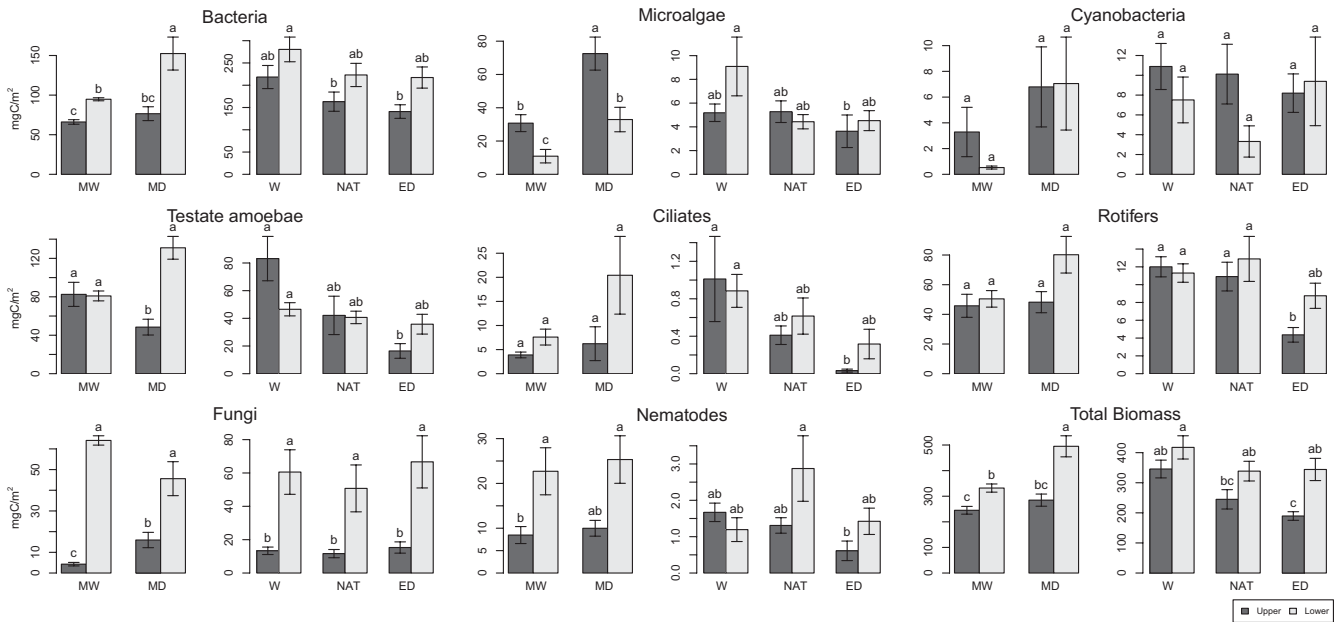 Bacteria
mgC/m²
0 50 100 150
c b bc a
MW MD
0 50 150 250
ab a b ab b ab
W NAT ED
Microalgae
0 20 40 60 80
b c a b
MW MD
0 2 4 6 8 10
ab a ab ab b ab
W NAT ED
Cyanobacteria
0 2 4 6 8 10
a a a a
MW MD
0 2 4 6 8 10 12
a a a a a a
W NAT ED
Testate amoebae
mgC/m²
0 20 40 60 80 120
a a b a
MW MD
0 20 40 60 80
a a ab ab b ab
W NAT ED
Ciliates
0 5 10 15 20 25
a a a a
MW MD
0.0 0.4 0.8 1.2
a a ab ab b ab
W NAT ED
Rotifers
0 20 40 60 80
b b b a
MW MD
0 2 4 6 8 12
a a a a b ab
W NAT ED
Fungi
mgC/m²
0 10 20 30 50
c a b a
MW MD
0 20 40 60 80
b a b a b a
W NAT ED
Nematodes
0 5 10 20 30
b a ab a
MW MD
0.0 1.0 2.0 3.0
ab ab ab a b ab
W NAT ED
Total Biomass
0 100 200 300 500
c b bc a
MW MD
0 100 200 300 400
ab a bc ab c ab
W NAT ED
Upper Lower